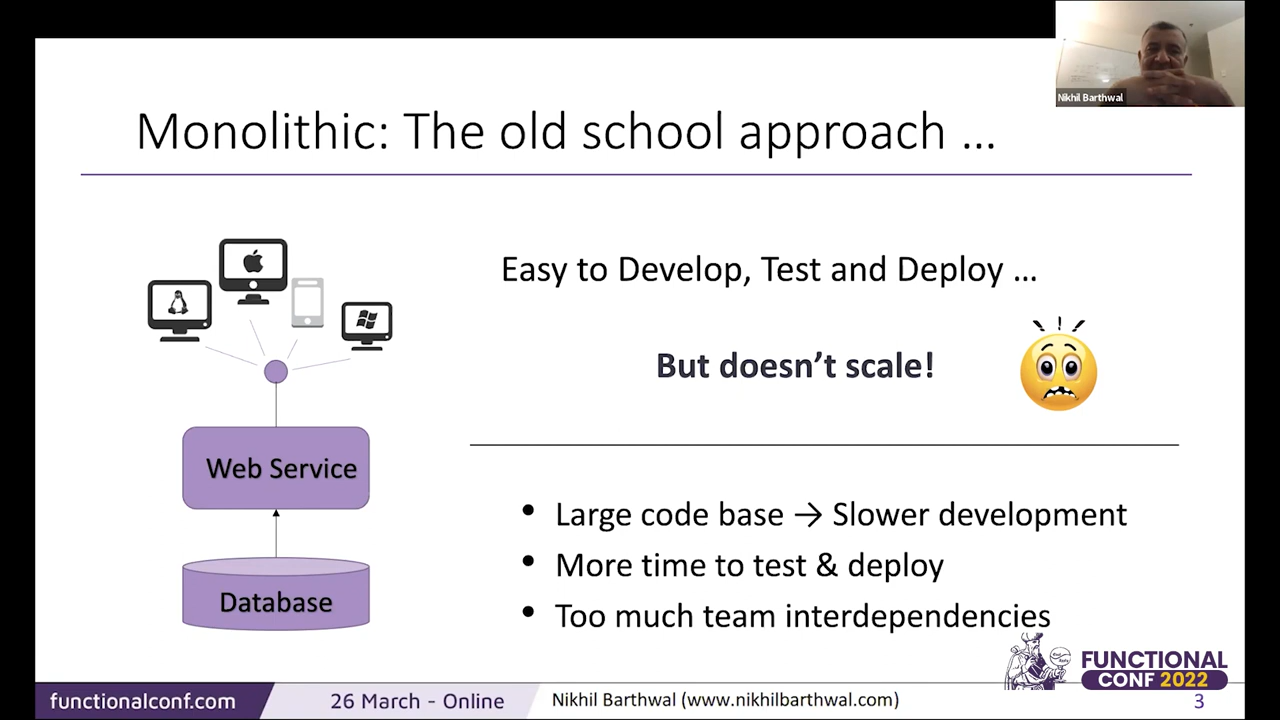 Nikhil Barthwal
Monolithic: The old school approach ...
Easy to Develop, Test and Deploy ...
But doesn't scale!
Web Service
Database
• Large code base → Slower development
• More time to test & deploy
• Too much team interdependencies
FUNCTIONAL
CONF 2022
functionalconf.com
26 March - Online
Nikhil Barthwal (www.nikhilbarthwal.com)
3